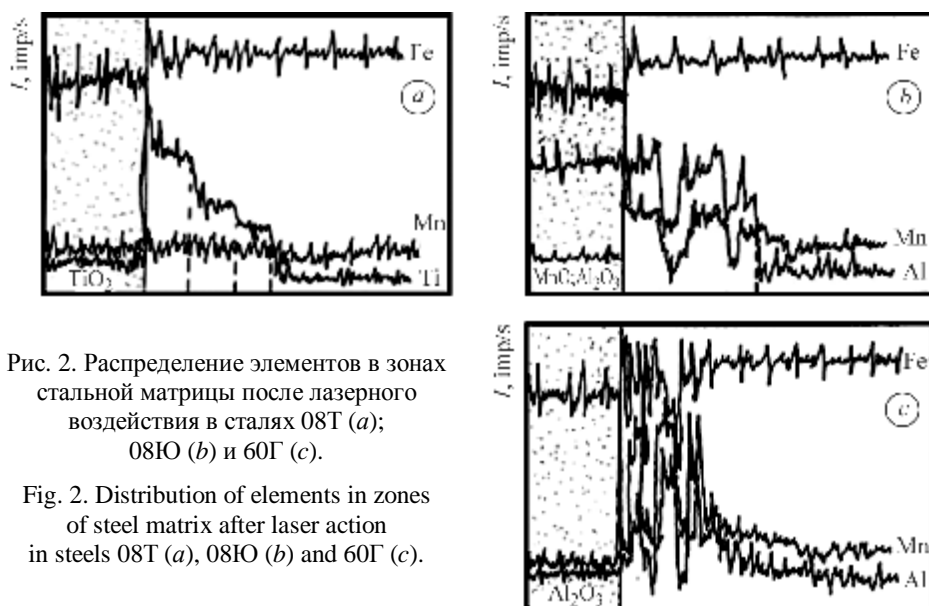 I, imp/s
Fe
a
Mn
Ti
TiO₂
I, imp/s
Fe
b
Mn
Al
MnO·Al₂O₃
Рис. 2. Распределение элементов в зонах
стальной матрицы после лазерного
воздействия в сталях 08Т (a);
08Ю (b) и 60Г (c).
Fig. 2. Distribution of elements in zones
of steel matrix after laser action
in steels 08Т (a), 08Ю (b) and 60Г (c).
I, imp/s
Fe
c
Mn
Al
Al₂O₃